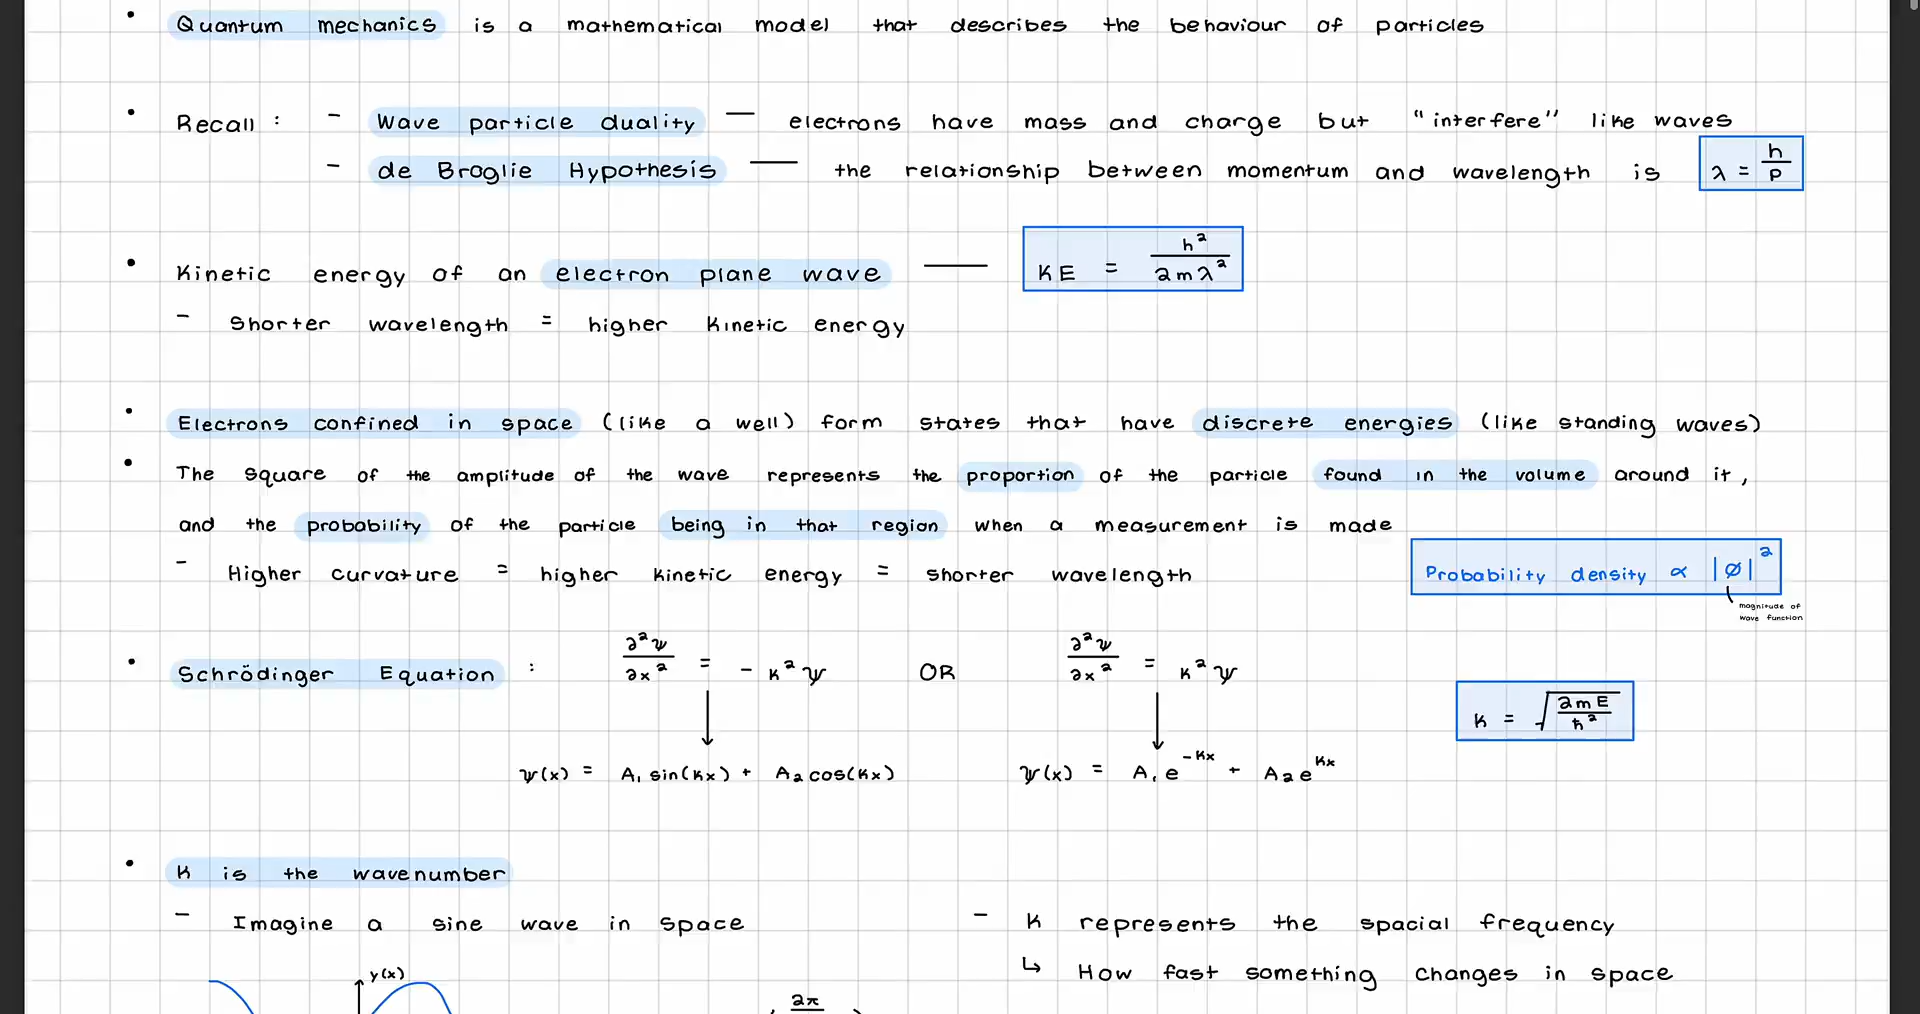 • Quantum mechanics is a mathematical model that describes the behaviour of particles
• Recall : - Wave particle duality — electrons have mass and charge but "interfere" like waves
- de Broglie Hypothesis — the relationship between momentum and wavelength is λ = h/p
• Kinetic energy of an electron plane wave — KE = h²/2mλ²
- Shorter wavelength = higher kinetic energy
• Electrons confined in space (like a well) form states that have discrete energies (like standing waves)
• The square of the amplitude of the wave represents the proportion of the particle found in the volume around it,
and the probability of the particle being in that region when a measurement is made
- Higher curvature = higher kinetic energy = shorter wavelength
Probability density ∝ |∅|²
magnitude of
wave function
• Schrödinger Equation : ∂²ψ/∂x² = - K²ψ OR ∂²ψ/∂x² = K²ψ
K = √(2mE/ħ²)
ψ(x) = A₁ sin(Kx) + A₂ cos(Kx)
ψ(x) = A₁e^-Kx + A₂e^Kx
• K is the wavenumber
- Imagine a sine wave in space
- K represents the spacial frequency
↳ How fast something changes in space
y(x)
2π